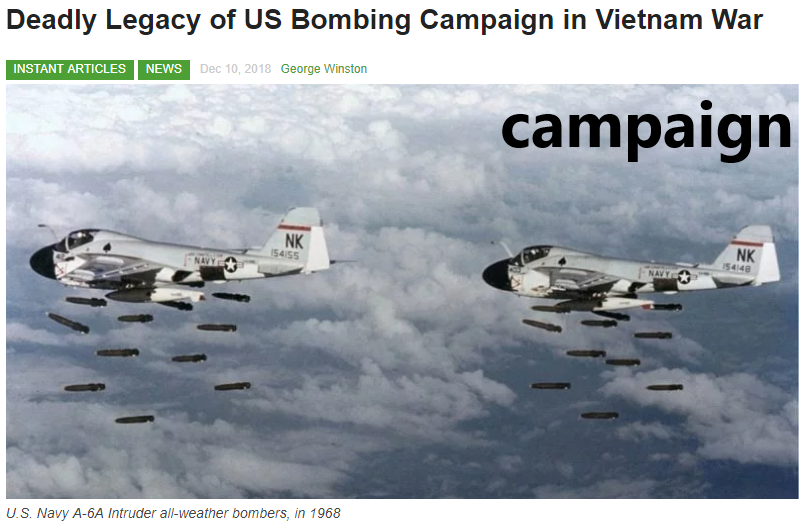 Deadly Legacy of US Bombing Campaign in Vietnam War
INSTANT ARTICLES NEWS Dec 10, 2018 George Winston
campaign
NK
154155
NAVY
NK
154148
NAVY
U.S. Navy A-6A Intruder all-weather bombers, in 1968